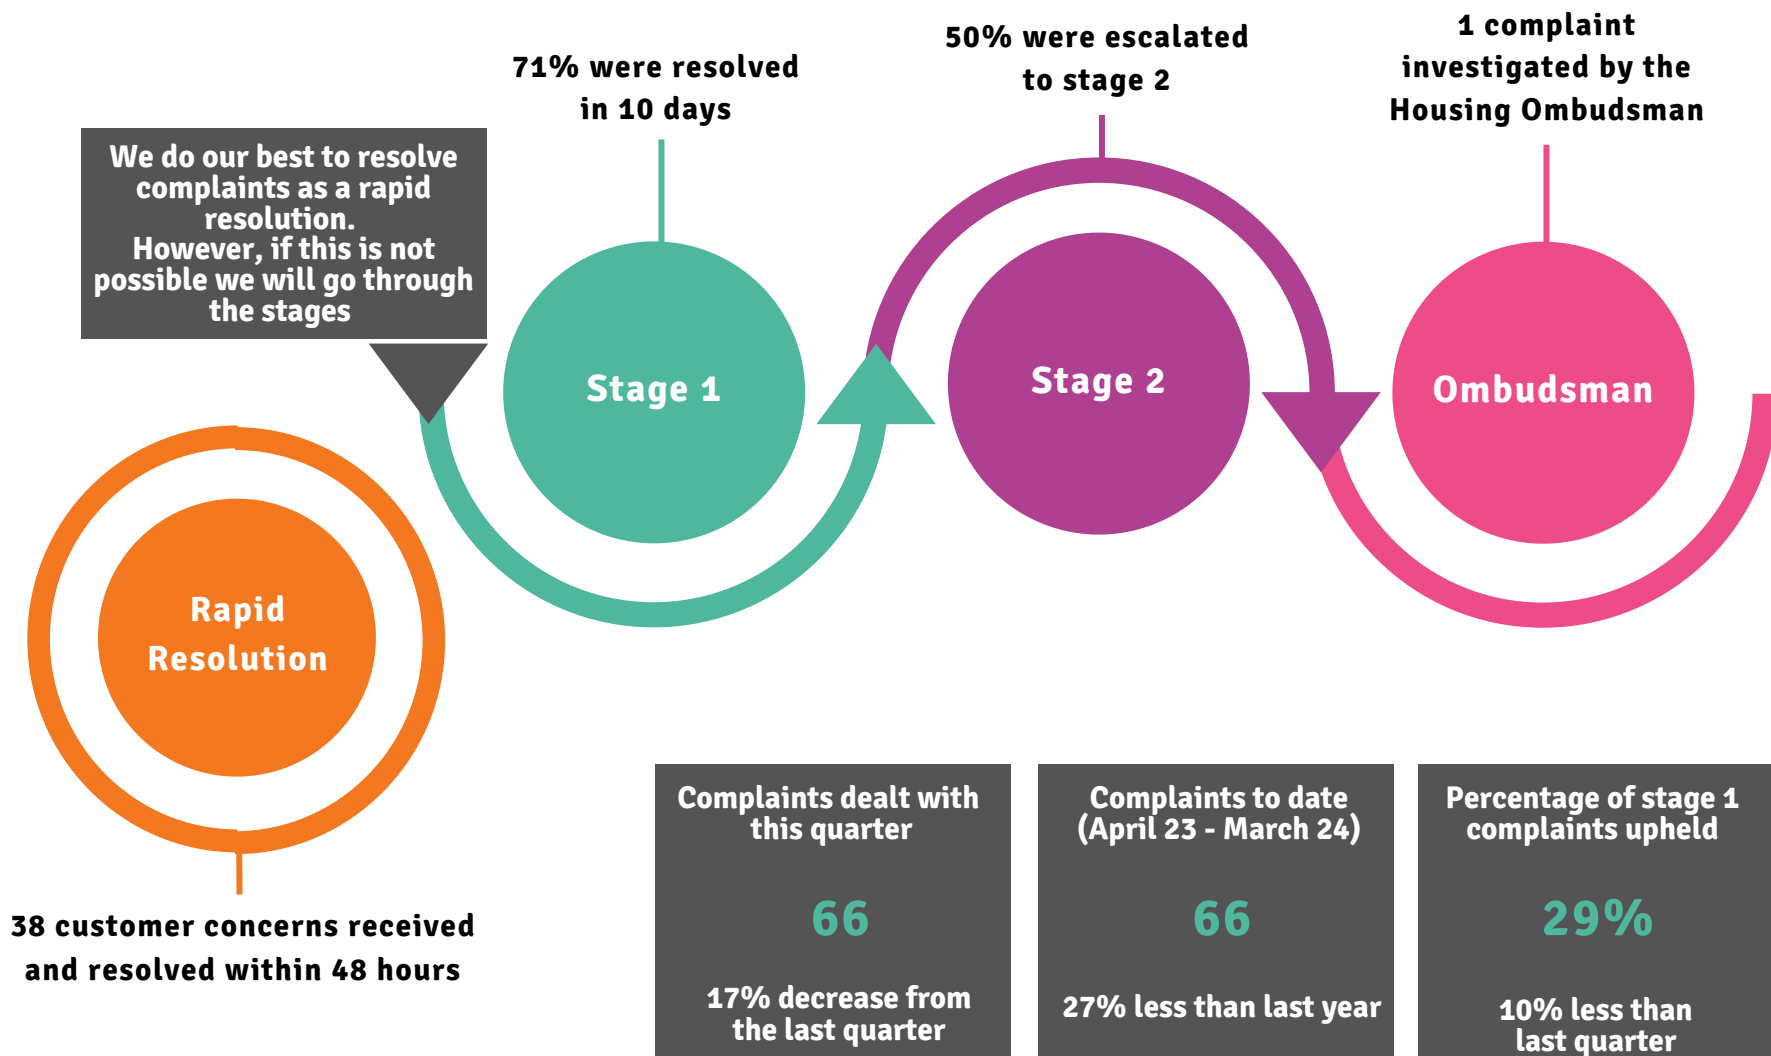 71% were resolved
in 10 days
50% were escalated
to stage 2
1 complaint
investigated by the
Housing Ombudsman
We do our best to resolve
complaints as a rapid
resolution.
However, if this is not
possible we will go through
the stages
Stage 1
Stage 2
Ombudsman
Rapid
Resolution
38 customer concerns received
and resolved within 48 hours
Complaints dealt with
this quarter
66
17% decrease from
the last quarter
Complaints to date
(April 23 - March 24)
66
27% less than last year
Percentage of stage 1
complaints upheld
29%
10% less than
last quarter